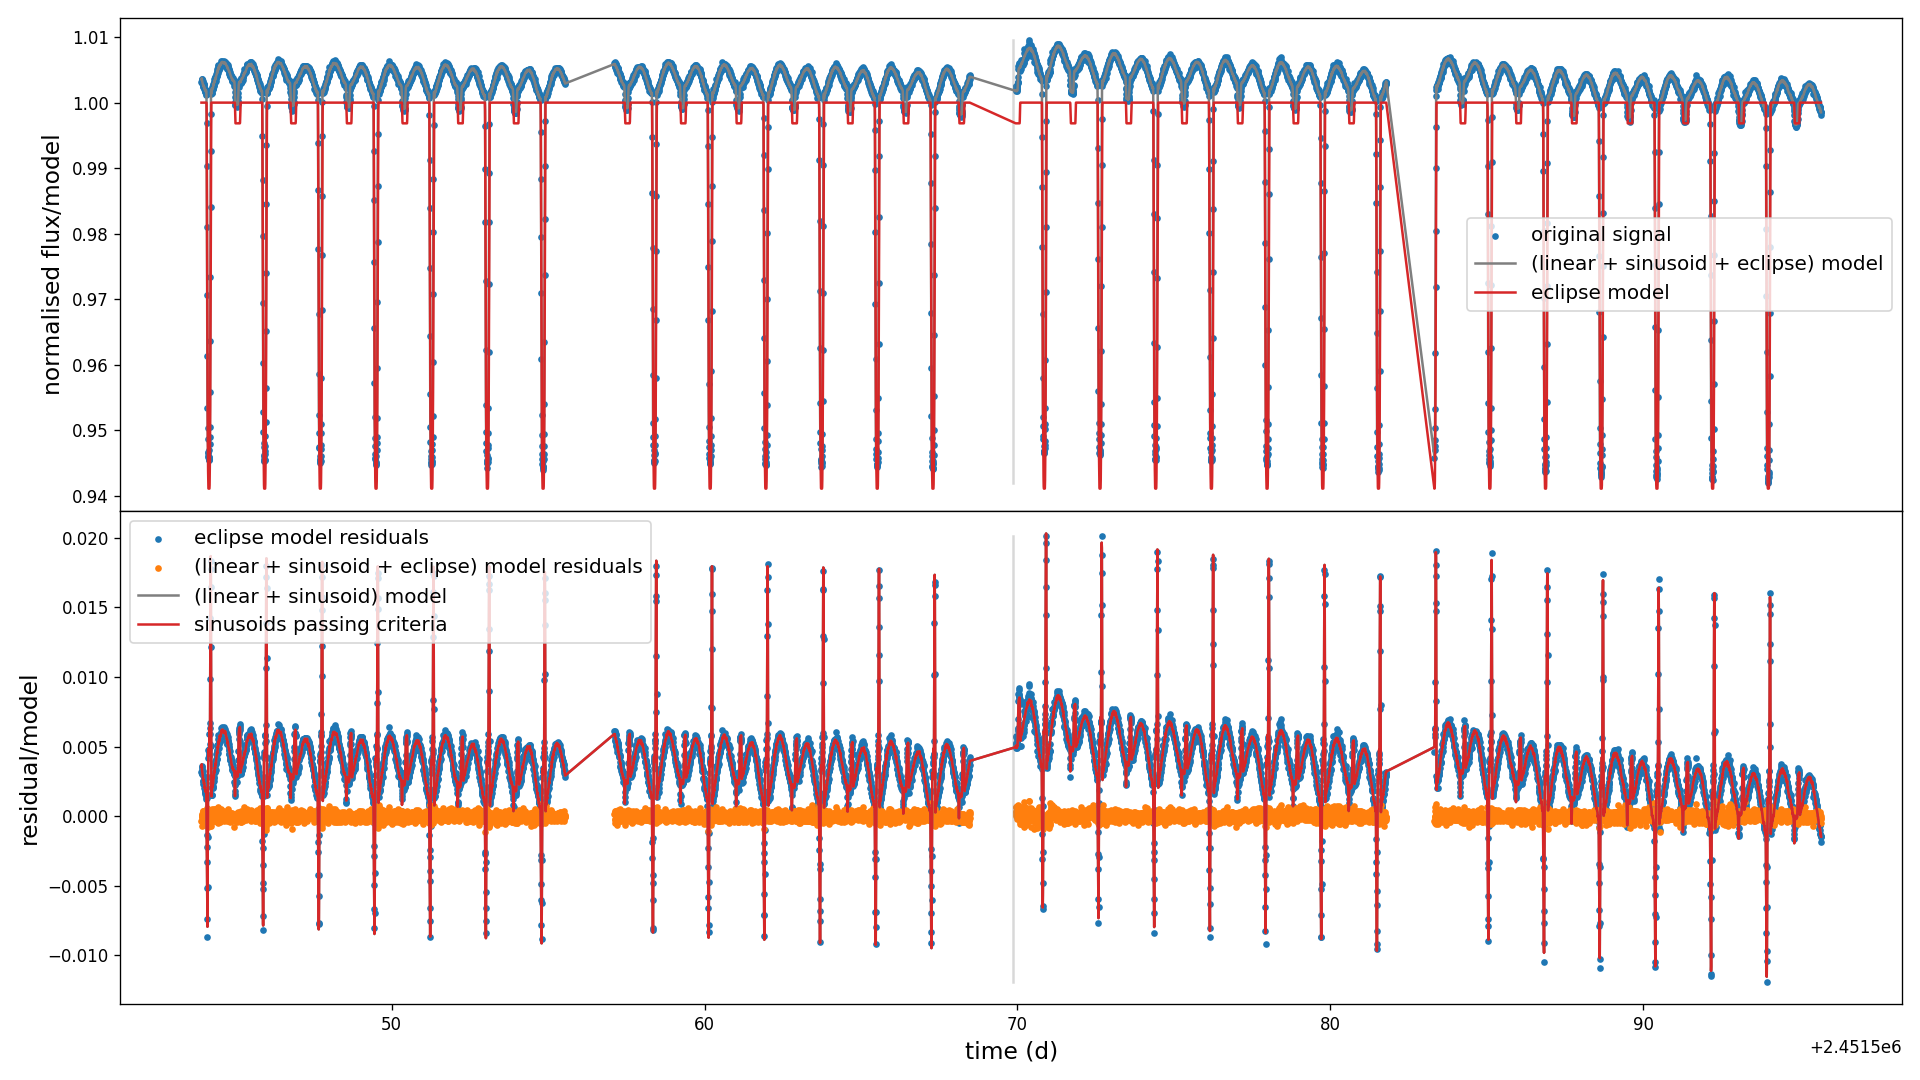 normalised flux/model
1.01
1.00
0.99
0.98
0.97
0.96
0.95
0.94
original signal
(linear + sinusoid + eclipse) model
eclipse model
residual/model
0.020
0.015
0.010
0.005
0.000
−0.005
−0.010
eclipse model residuals
(linear + sinusoid + eclipse) model residuals
(linear + sinusoid) model
sinusoids passing criteria
50 60 70 80 90
time (d)
+2.4515e6